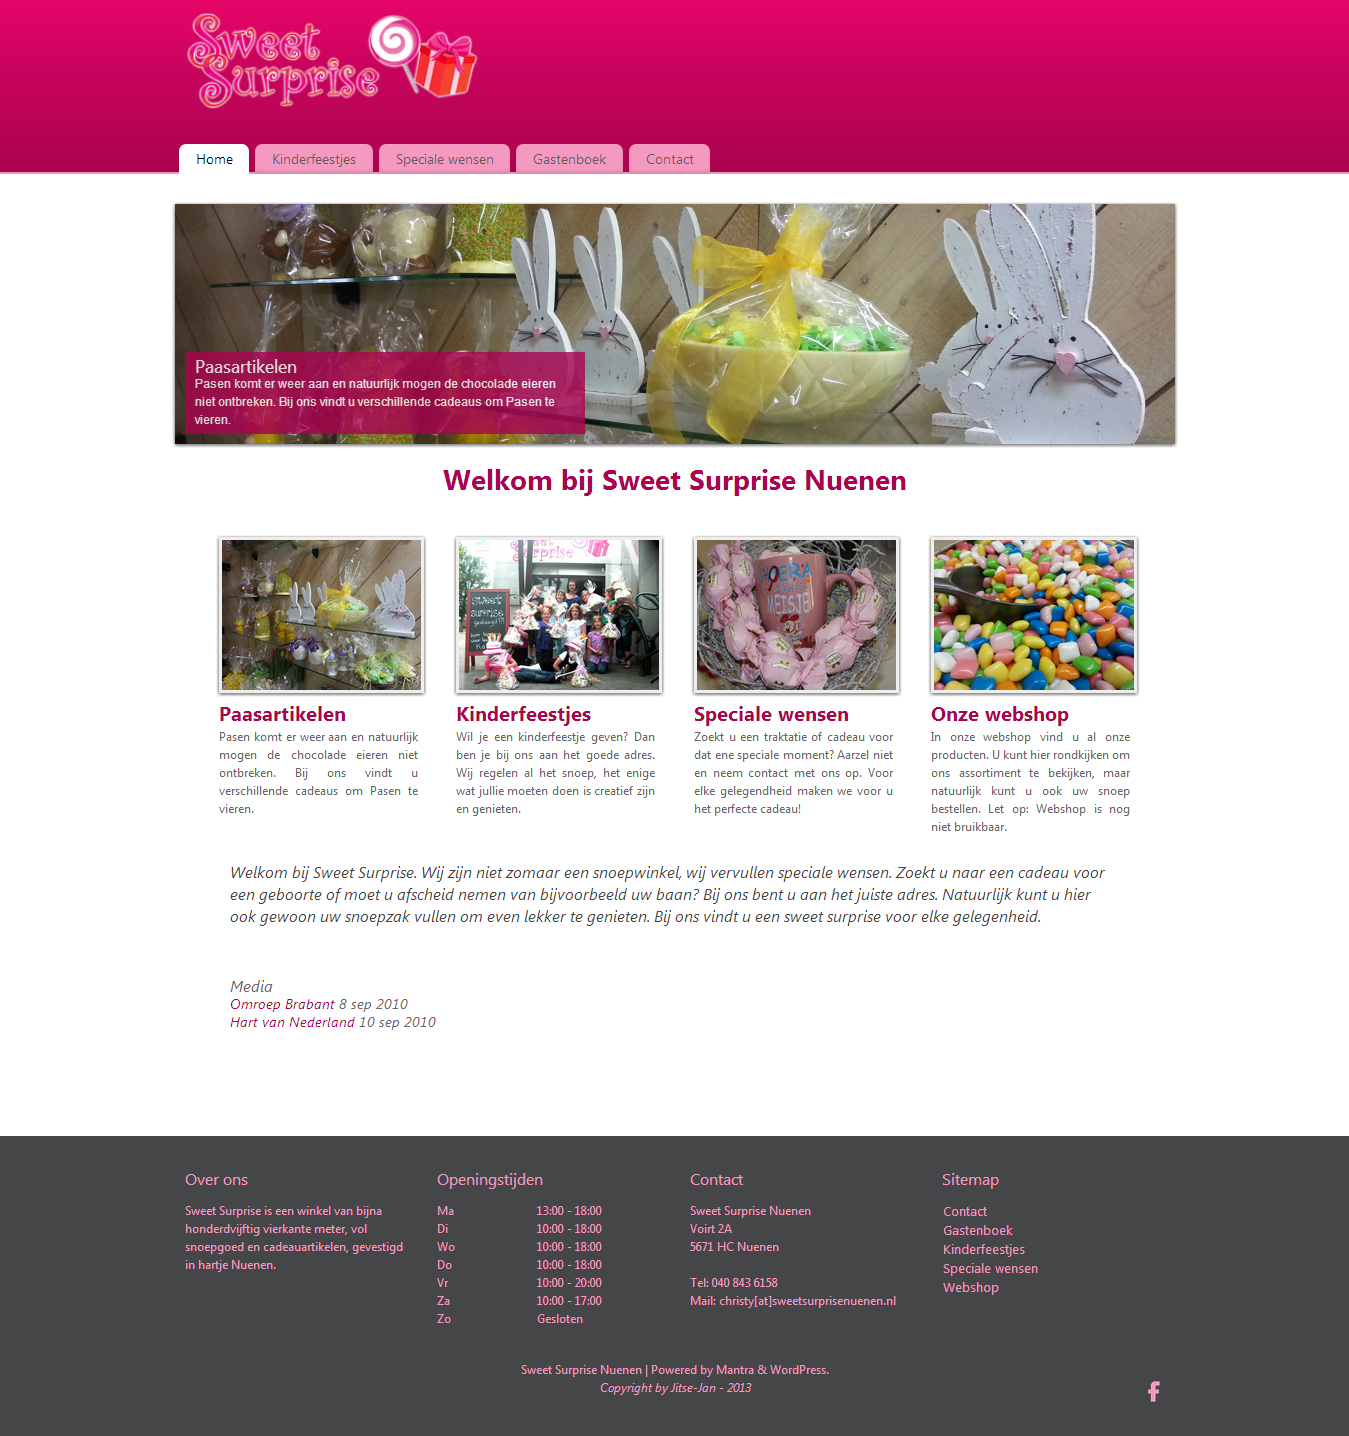 Sweet
Surprise
Home
Kinderfeestjes
Speciale wensen
Gastenboek
Contact
Paasartikelen
Pasen komt er weer aan en natuurlijk mogen de chocolade eieren
niet ontbreken. Bij ons vindt u verschillende cadeaus om Pasen te
vieren.
Welkom bij Sweet Surprise Nuenen
Surprise
Sweet
surprise
HOERA
MEISJE
Paasartikelen
Pasen komt er weer aan en natuurlijk
mogen de chocolade eieren niet
ontbreken. Bij ons vindt u
verschillende cadeaus om Pasen te
vieren.
Kinderfeestjes
Wil je een kinderfeestje geven? Dan
ben je bij ons aan het goede adres.
Wij regelen al het snoep, het enige
wat jullie moeten doen is creatief zijn
en genieten.
Speciale wensen
Zoekt u een traktatie of cadeau voor
dat ene speciale moment? Aarzel niet
en neem contact met ons op. Voor
elke gelegendheid maken we voor u
het perfecte cadeau!
Onze webshop
In onze webshop vind u al onze
producten. U kunt hier rondkijken om
ons assortiment te bekijken, maar
natuurlijk kunt u ook uw snoep
bestellen. Let op: Webshop is nog
niet bruikbaar.
Welkom bij Sweet Surprise. Wij zijn niet zomaar een snoepwinkel, wij vervullen speciale wensen. Zoekt u naar een cadeau voor
een geboorte of moet u afscheid nemen van bijvoorbeeld uw baan? Bij ons bent u aan het juiste adres. Natuurlijk kunt u hier
ook gewoon uw snoepzak vullen om even lekker te genieten. Bij ons vindt u een sweet surprise voor elke gelegenheid.
Media
Omroep Brabant 8 sep 2010
Hart van Nederland 10 sep 2010
Over ons
Sweet Surprise is een winkel van bijna
honderdvijftig vierkante meter, vol
snoepgoed en cadeauartikelen, gevestigd
in hartje Nuenen.
Openingstijden
Ma 13:00 - 18:00
Di 10:00 - 18:00
Wo 10:00 - 18:00
Do 10:00 - 18:00
Vr 10:00 - 20:00
Za 10:00 - 17:00
Zo Gesloten
Contact
Sweet Surprise Nuenen
Voirt 2A
5671 HC Nuenen
Tel: 040 843 6158
Mail: christy[at]sweetsurprisenuenen.nl
Sitemap
Contact
Gastenboek
Kinderfeestjes
Speciale wensen
Webshop
Sweet Surprise Nuenen | Powered by Mantra & WordPress.
Copyright by Jitse-Jan - 2013